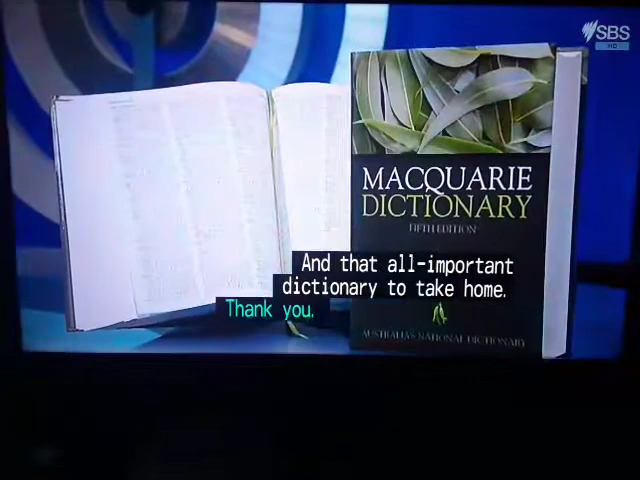 SBS
HD
MACQUARIE
DICTIONARY
FIFTH EDITION
And that all-important
dictionary to take home.
Thank you.
AUSTRALIA'S NATIONAL DICTIONARY